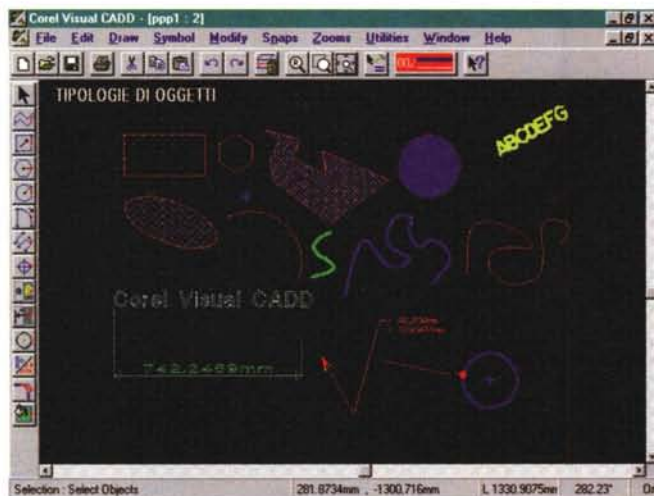 Corel Visual CADD - [ppp1 : 2]
File Edit Draw Symbol Modify Snaps Zooms Utilities Window Help
TIPOLOGIE DI OGGETTI
ABCDEFG
Corel Visual CADD
742,2469mm
Selection : Select Objects 281.8734mm , -1300.716mm L 1330.9075mm 282.23°